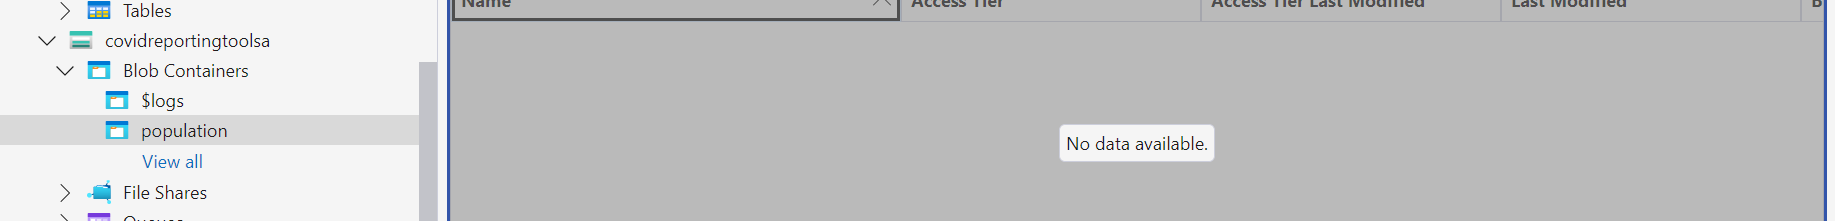 Tables
covidreportingtoolsa
Blob Containers
$logs
population
View all
File Shares
Queues
Name Access Tier Access Tier Last Modified Last Modified B
No data available.